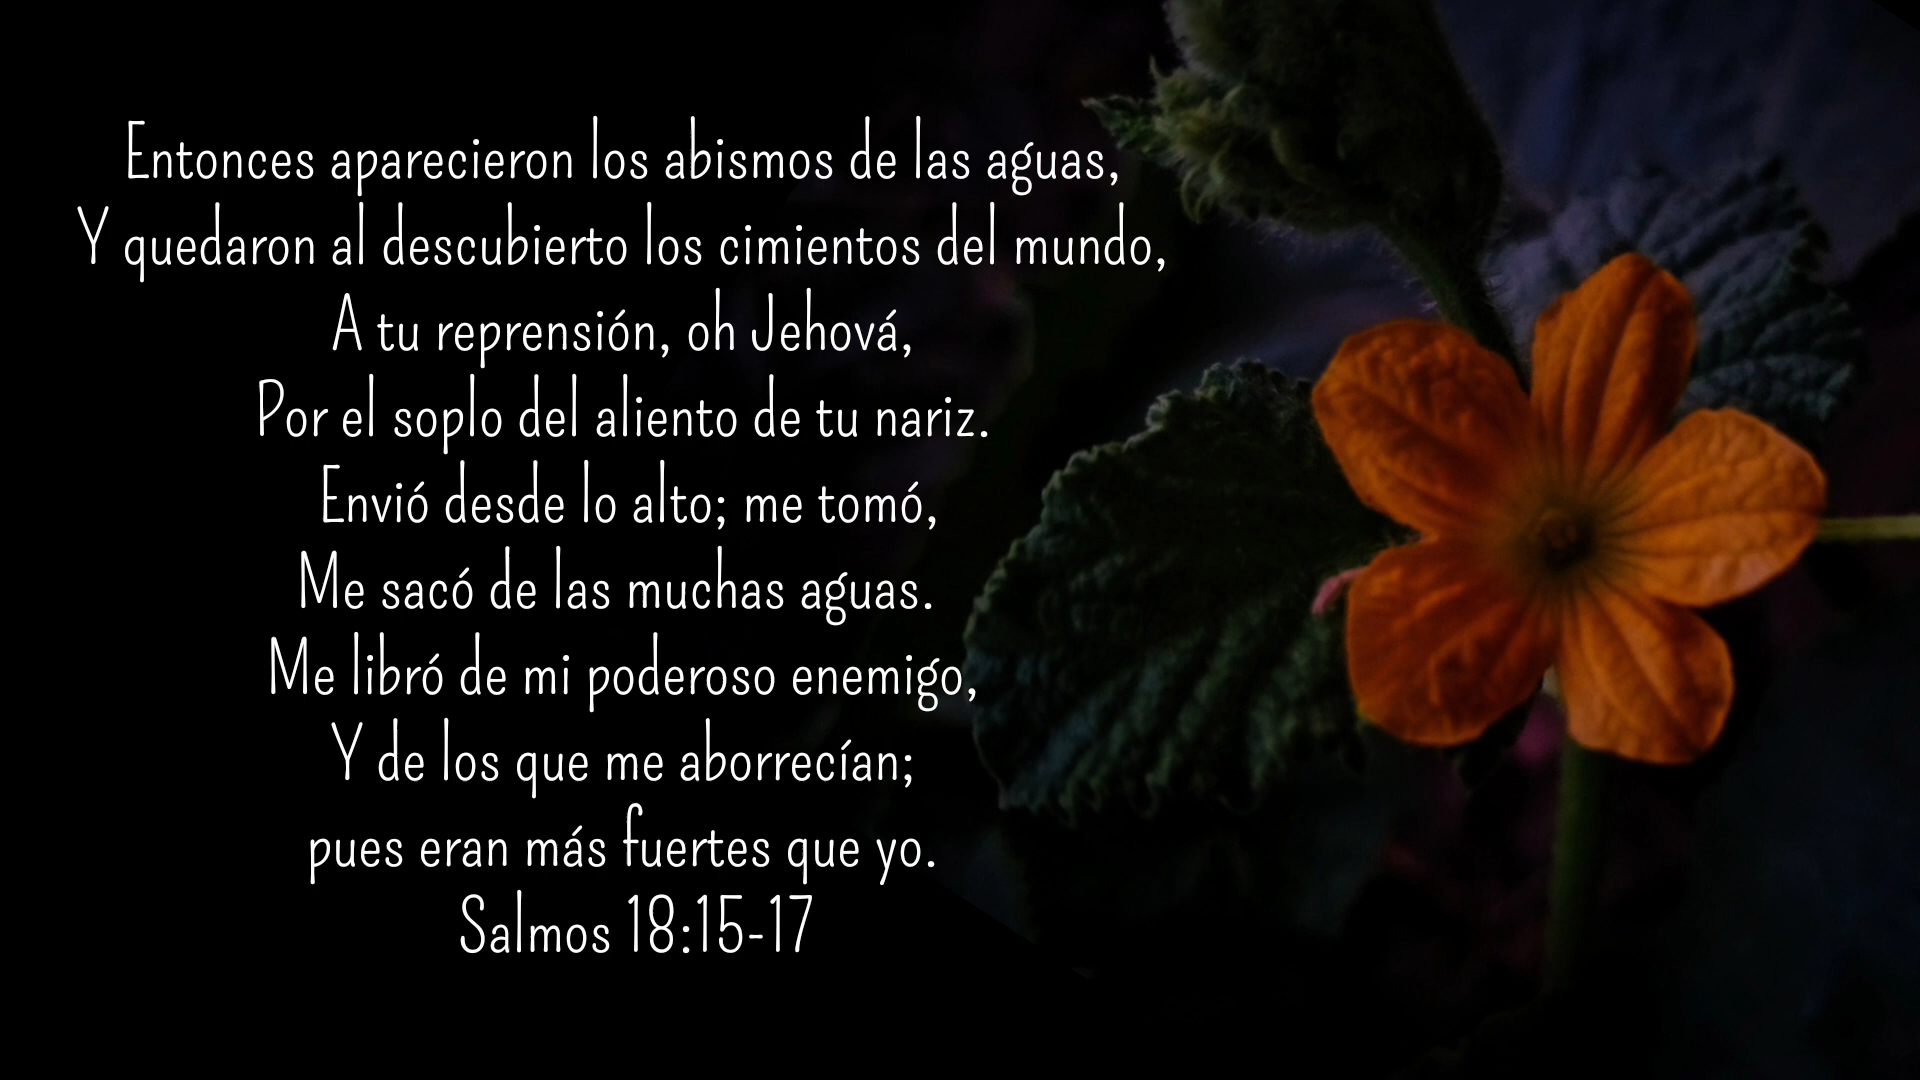 Entonces aparecieron los abismos de las aguas,
Y quedaron al descubierto los cimientos del mundo,
A tu reprensión, oh Jehová,
Por el soplo del aliento de tu nariz.
Envió desde lo alto; me tomó,
Me sacó de las muchas aguas.
Me libró de mi poderoso enemigo,
Y de los que me aborrecían;
pues eran más fuertes que yo.
Salmos 18:15-17